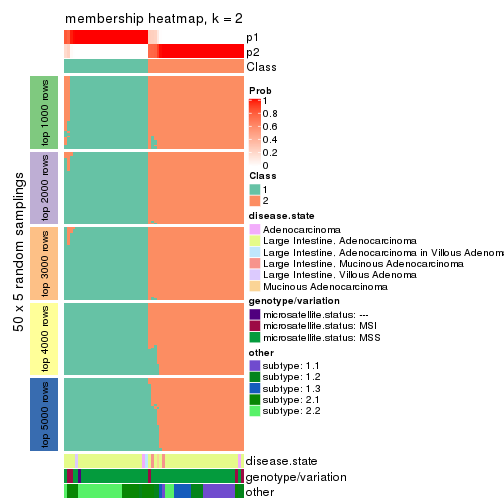 membership heatmap, k = 2
p1
p2
Class
50 x 5 random samplings
top 1000 rows
top 2000 rows
top 3000 rows
top 4000 rows
top 5000 rows
Prob
1
0.8
0.6
0.4
0.2
0
Class
1
2
disease.state
Adenocarcinoma
Large Intestine. Adenocarcinoma
Large Intestine. Adenocarcinoma in Villous Adenom
Large Intestine. Mucinous Adenocarcinoma
Large Intestine. Villous Adenoma
Mucinous Adenocarcinoma
genotype/variation
microsatellite.status: ---
microsatellite.status: MSI
microsatellite.status: MSS
other
subtype: 1.1
subtype: 1.2
subtype: 1.3
subtype: 2.1
subtype: 2.2
disease.state
genotype/variation
other